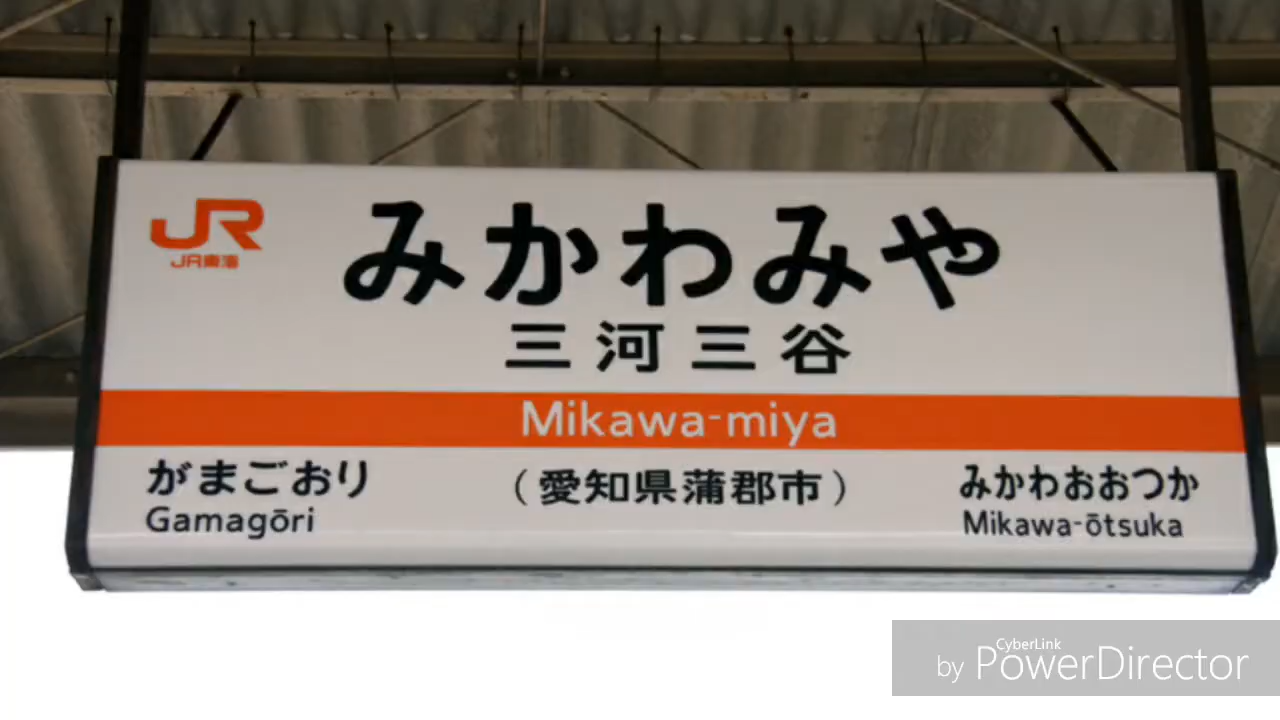 JR
JR東海
みかわみや
三河三谷
Mikawa-miya
がまごおり
Gamagōri
（愛知県蒲郡市）
みかわおおつか
Mikawa-ōtsuka
CyberLink
by PowerDirector